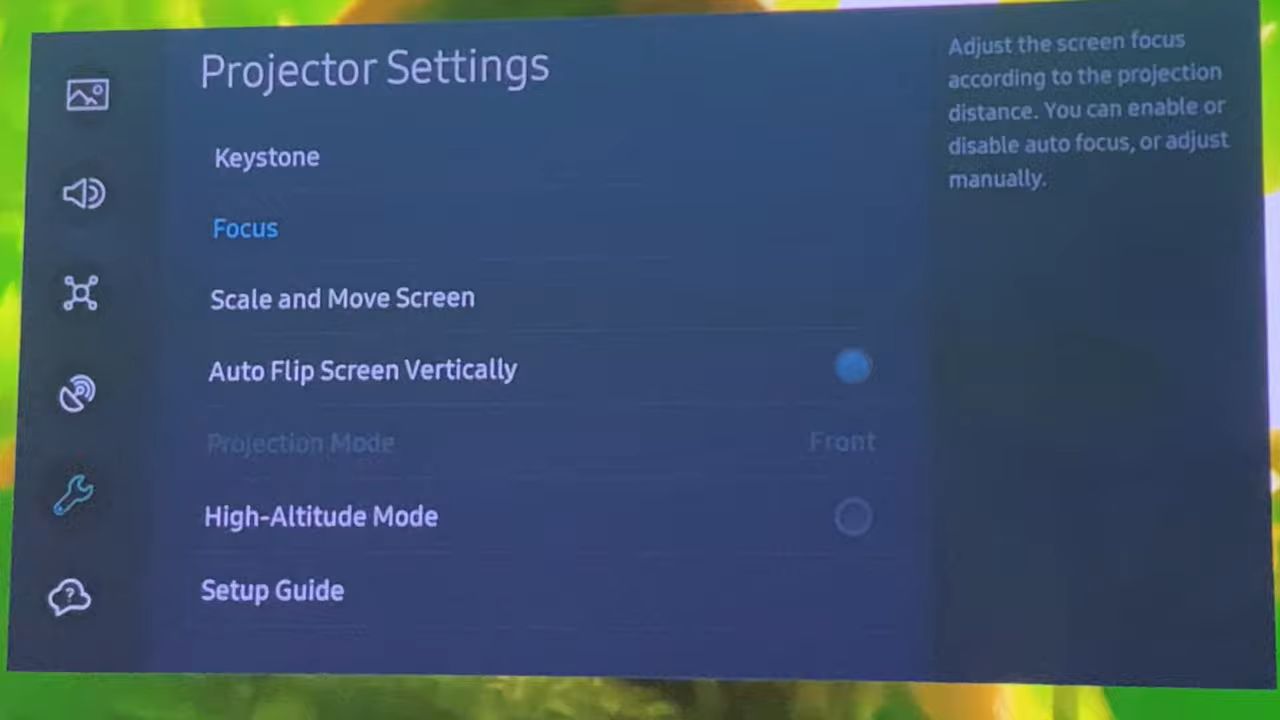 Projector Settings
Keystone
Focus
Scale and Move Screen
Auto Flip Screen Vertically
Projection Mode Front
High-Altitude Mode
Setup Guide
Adjust the screen focus
according to the projection
distance. You can enable or
disable auto focus, or adjust
manually.
?